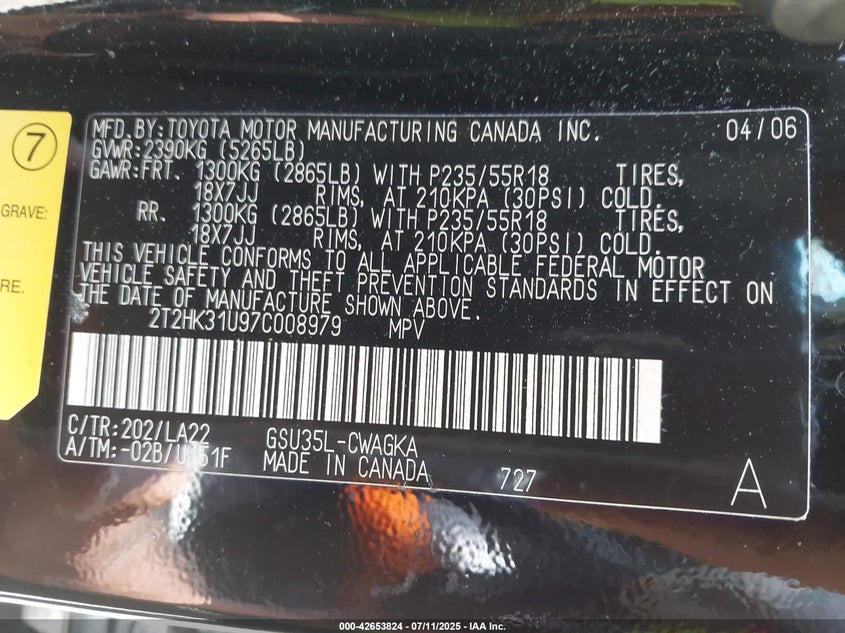 7
GRAVE:
RE.
MFD.BY:TOYOTA MOTOR MANUFACTURING CANADA INC. 04/06
GVWR:2390KG (5265LB)
GAWR:FRT. 1300KG (2865LB) WITH P235/55R18 TIRES,
18X7JJ RIMS, AT 210KPA (30PSI) COLD.
RR. 1300KG (2865LB) WITH P235/55R18 TIRES,
18X7JJ RIMS, AT 210KPA (30PSI) COLD.
THIS VEHICLE CONFORMS TO ALL APPLICABLE FEDERAL MOTOR
VEHICLE SAFETY AND THEFT PREVENTION STANDARDS IN EFFECT ON
THE DATE OF MANUFACTURE SHOWN ABOVE.
2T2HK31U97C008979 MPV
C/TR:202/LA22 GSU35L-CWAGKA
A/TM:-02B/U151F MADE IN CANADA 727 A
000-42653824 - 07/11/2025 - IAA Inc.